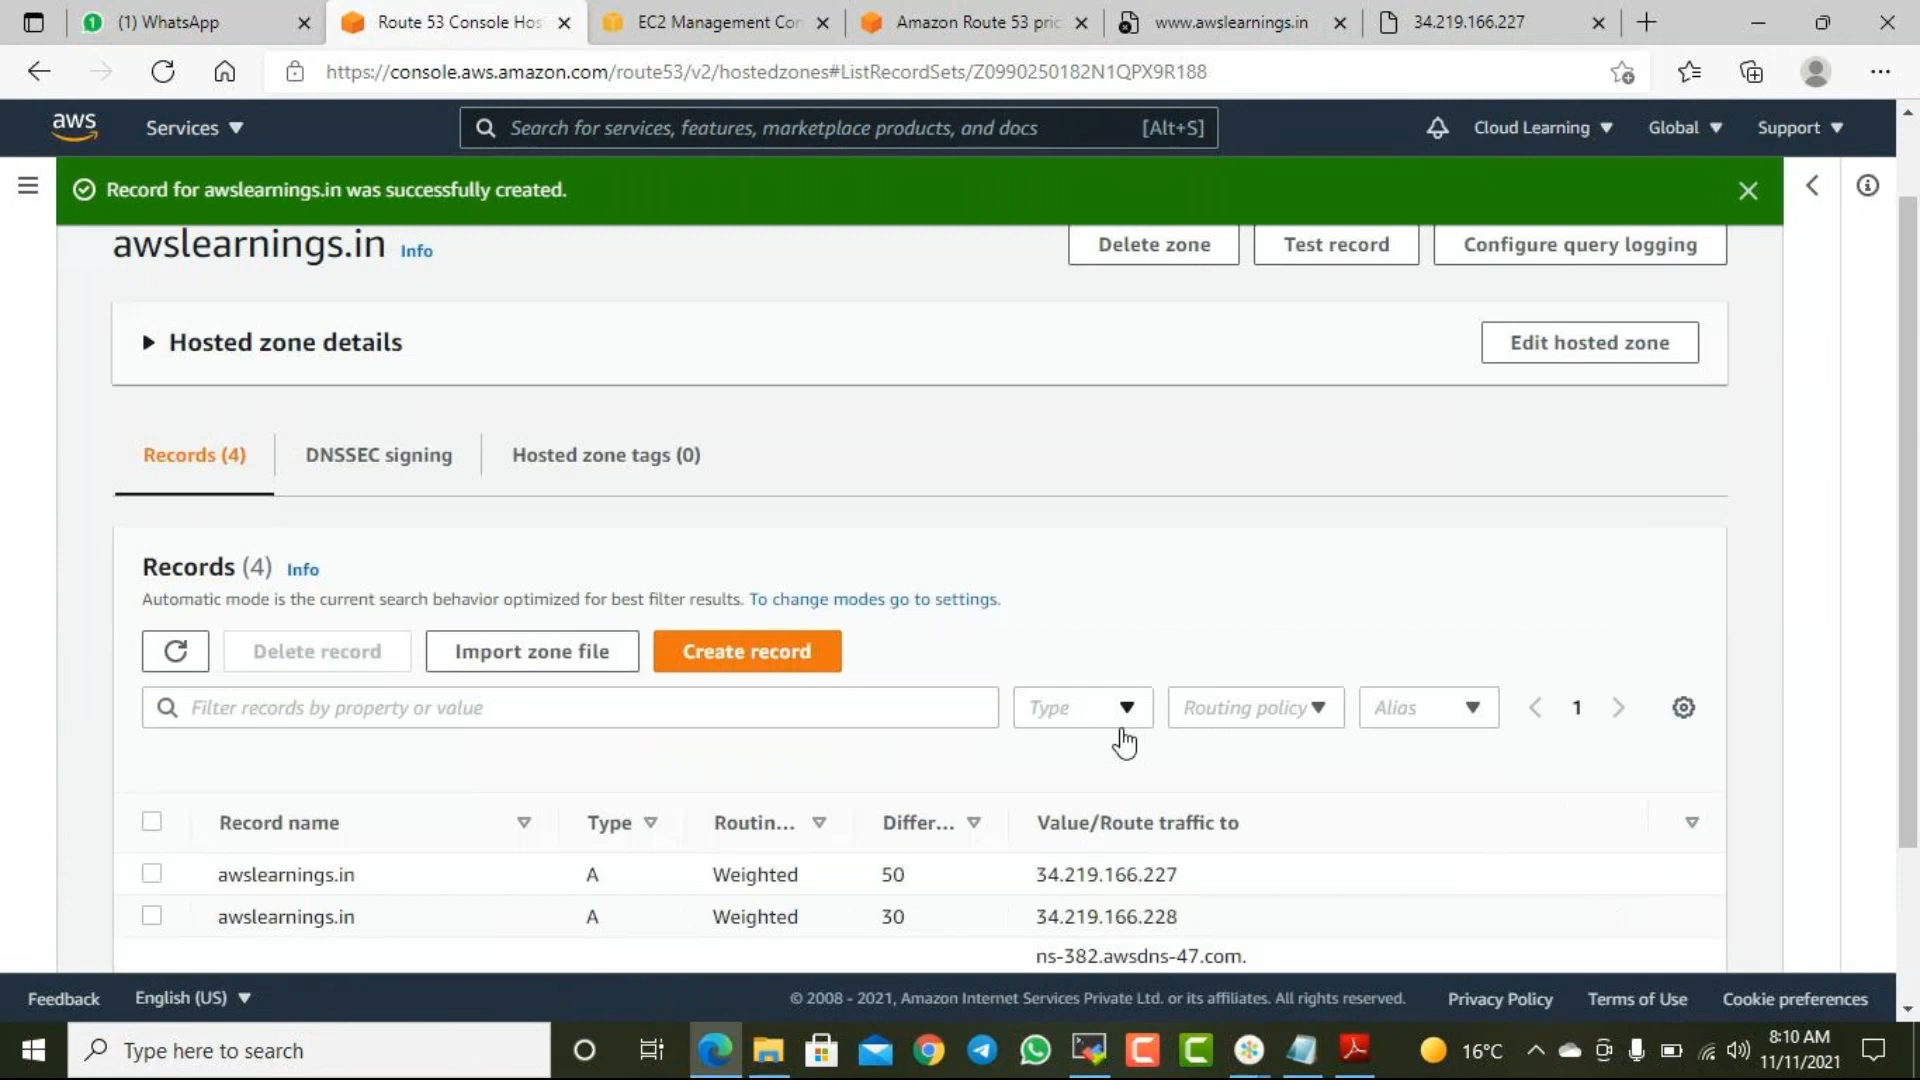 (1) WhatsApp
Route 53 Console Hos
EC2 Management Con
Amazon Route 53 pric
www.awslearnings.in
34.219.166.227
https://console.aws.amazon.com/route53/v2/hostedzones#ListRecordSets/Z0990250182N1QPX9R188
aws
Services
Search for services, features, marketplace products, and docs
[Alt+S]
Cloud Learning
Global
Support
Record for awslearnings.in was successfully created.
awslearnings.in Info
Delete zone
Test record
Configure query logging
Hosted zone details
Edit hosted zone
Records (4)
DNSSEC signing
Hosted zone tags (0)
Records (4) Info
Automatic mode is the current search behavior optimized for best filter results. To change modes go to settings.
Delete record
Import zone file
Create record
Filter records by property or value
Type
Routing policy
Alias
1
Record name
Type
Routin...
Differ...
Value/Route traffic to
awslearnings.in A Weighted 50 34.219.166.227
awslearnings.in A Weighted 30 34.219.166.228
ns-382.awsdns-47.com.
Feedback
English (US)
© 2008 - 2021, Amazon Internet Services Private Ltd. or its affiliates. All rights reserved.
Privacy Policy
Terms of Use
Cookie preferences
Type here to search
16°C
8:10 AM
11/11/2021